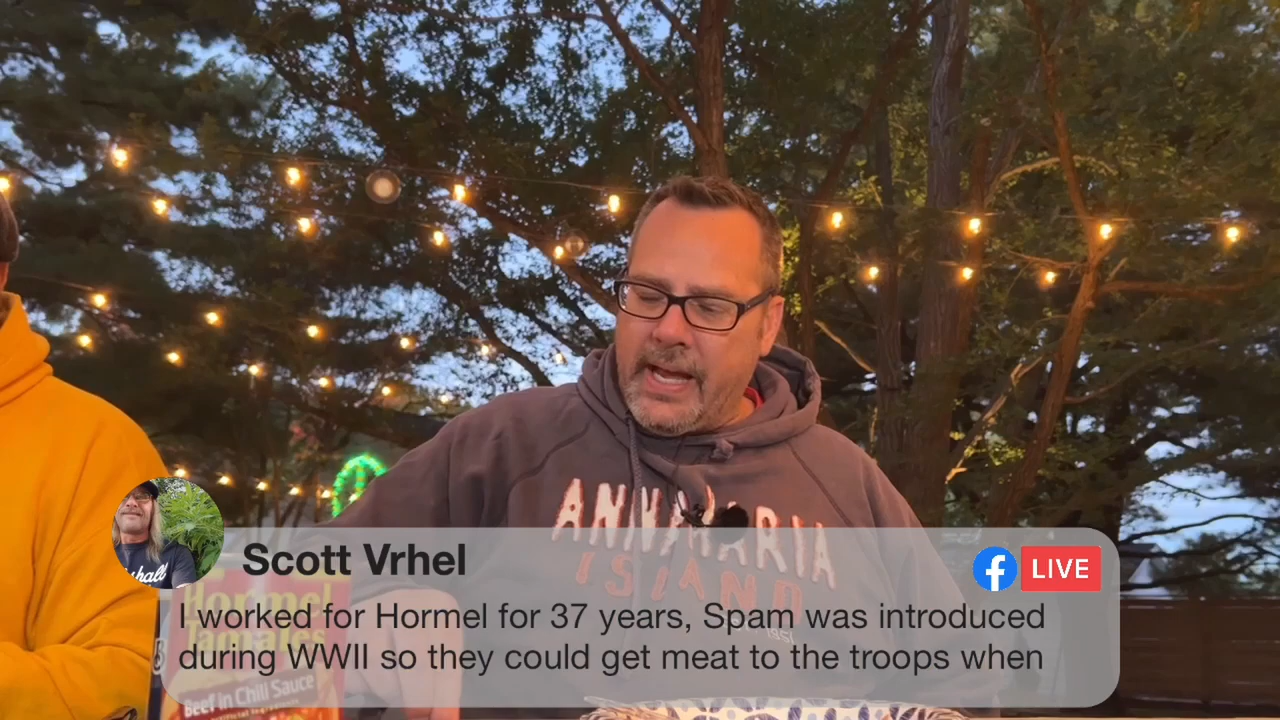 ANNA MARIA
ISLAND
Scott Vrhel
LIVE
I worked for Hormel for 37 years, Spam was introduced
during WWII so they could get meat to the troops when
Hormel
Tamales
Beef in Chili Sauce